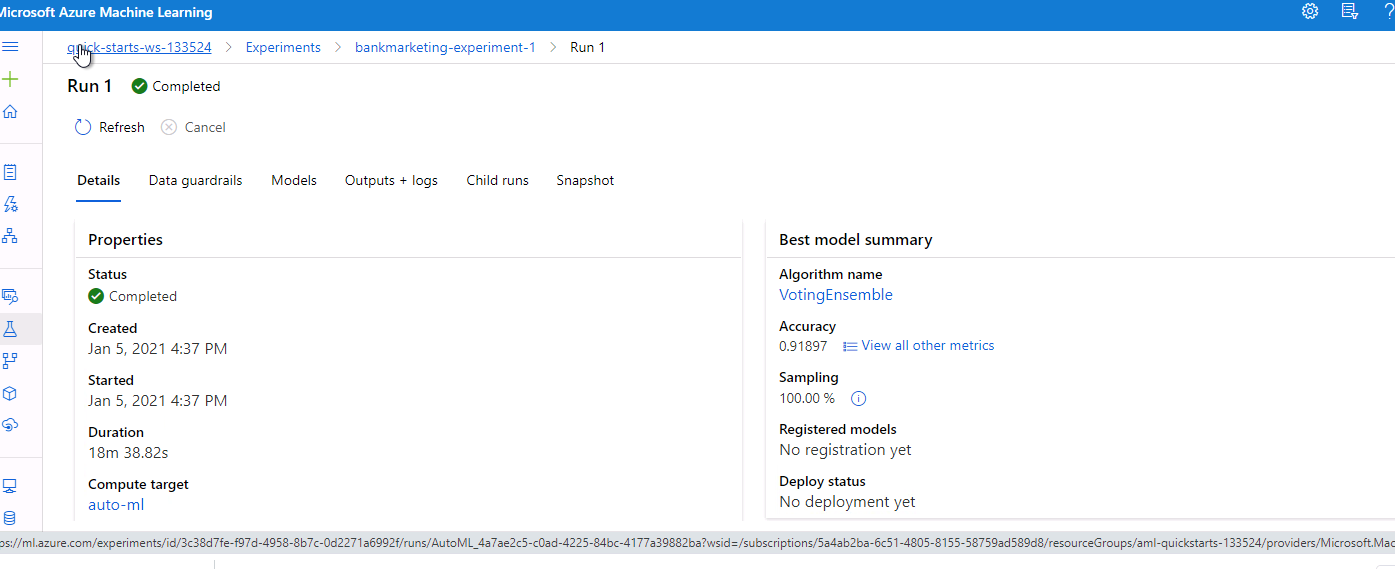 Microsoft Azure Machine Learning
quick-starts-ws-133524 > Experiments > bankmarketing-experiment-1 > Run 1
Run 1 Completed
Refresh Cancel
Details Data guardrails Models Outputs + logs Child runs Snapshot
Properties
Status
Completed
Created
Jan 5, 2021 4:37 PM
Started
Jan 5, 2021 4:37 PM
Duration
18m 38.82s
Compute target
auto-ml
Best model summary
Algorithm name
VotingEnsemble
Accuracy
0.91897 View all other metrics
Sampling
100.00 %
Registered models
No registration yet
Deploy status
No deployment yet
ps://ml.azure.com/experiments/id/3c38d7fe-f97d-4958-8b7c-0d2271a6992f/runs/AutoML_4a7ae2c5-c0ad-4225-84bc-4177a39882ba?wsid=/subscriptions/5a4ab2ba-6c51-4805-8155-58759ad589d8/resourceGroups/aml-quickstarts-133524/providers/Microsoft.Mac